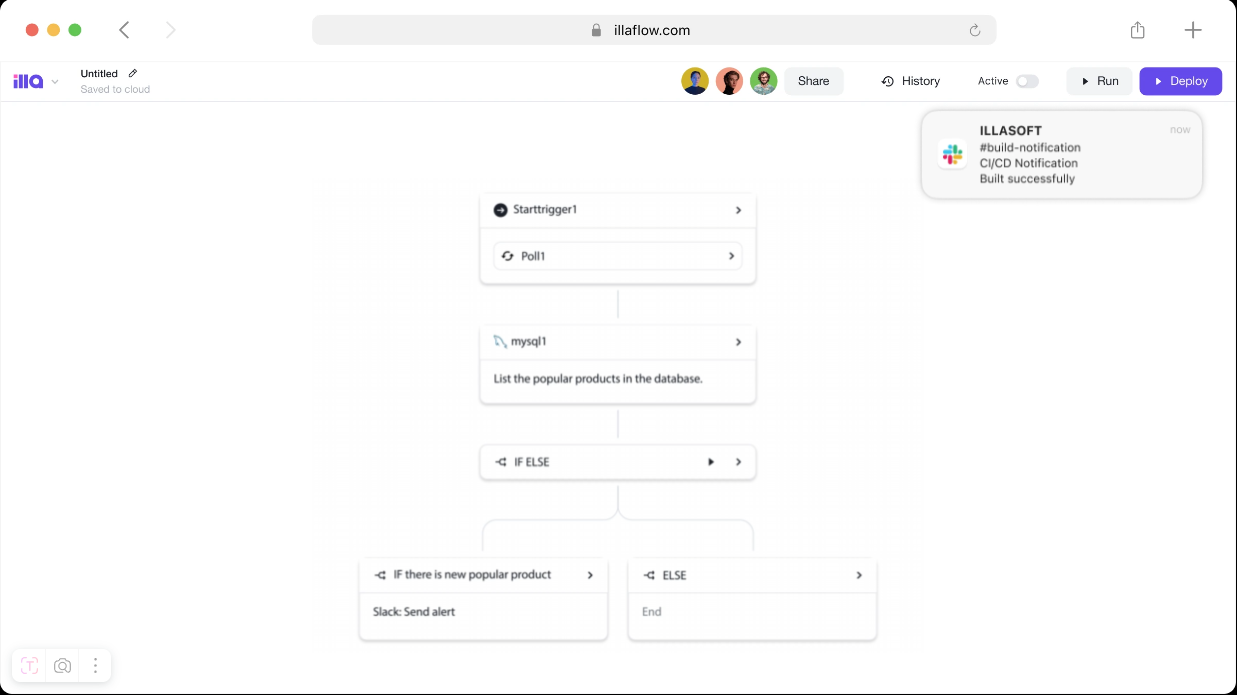 illaflow.com
illa
Untitled
Saved to cloud
Share
History
Active
Run
Deploy
ILLASOFT
now
#build-notification
CI/CD Notification
Built successfully
Starttrigger1
Poll1
mysql1
List the popular products in the database.
IF ELSE
IF there is new popular product
Slack: Send alert
ELSE
End
T